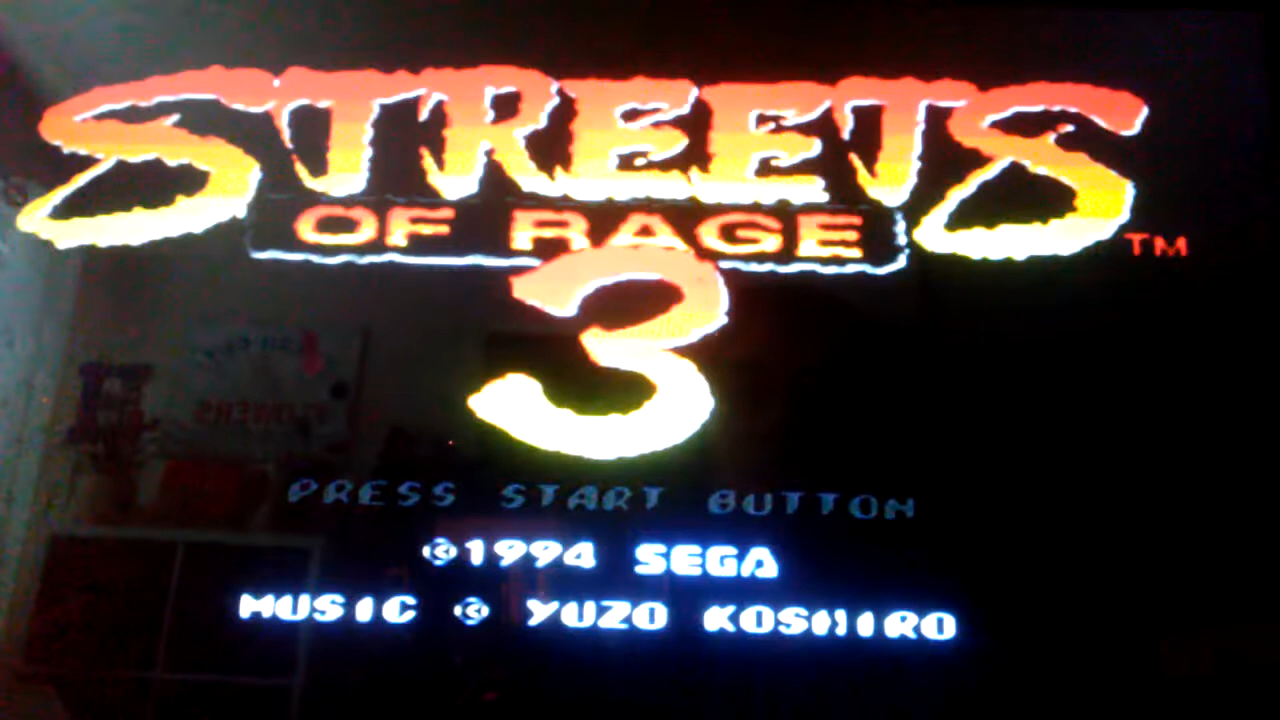 STREETS
OF RAGE
TM
3
PRESS START BUTTON
©1994 SEGA
MUSIC © YUZO KOSHIRO